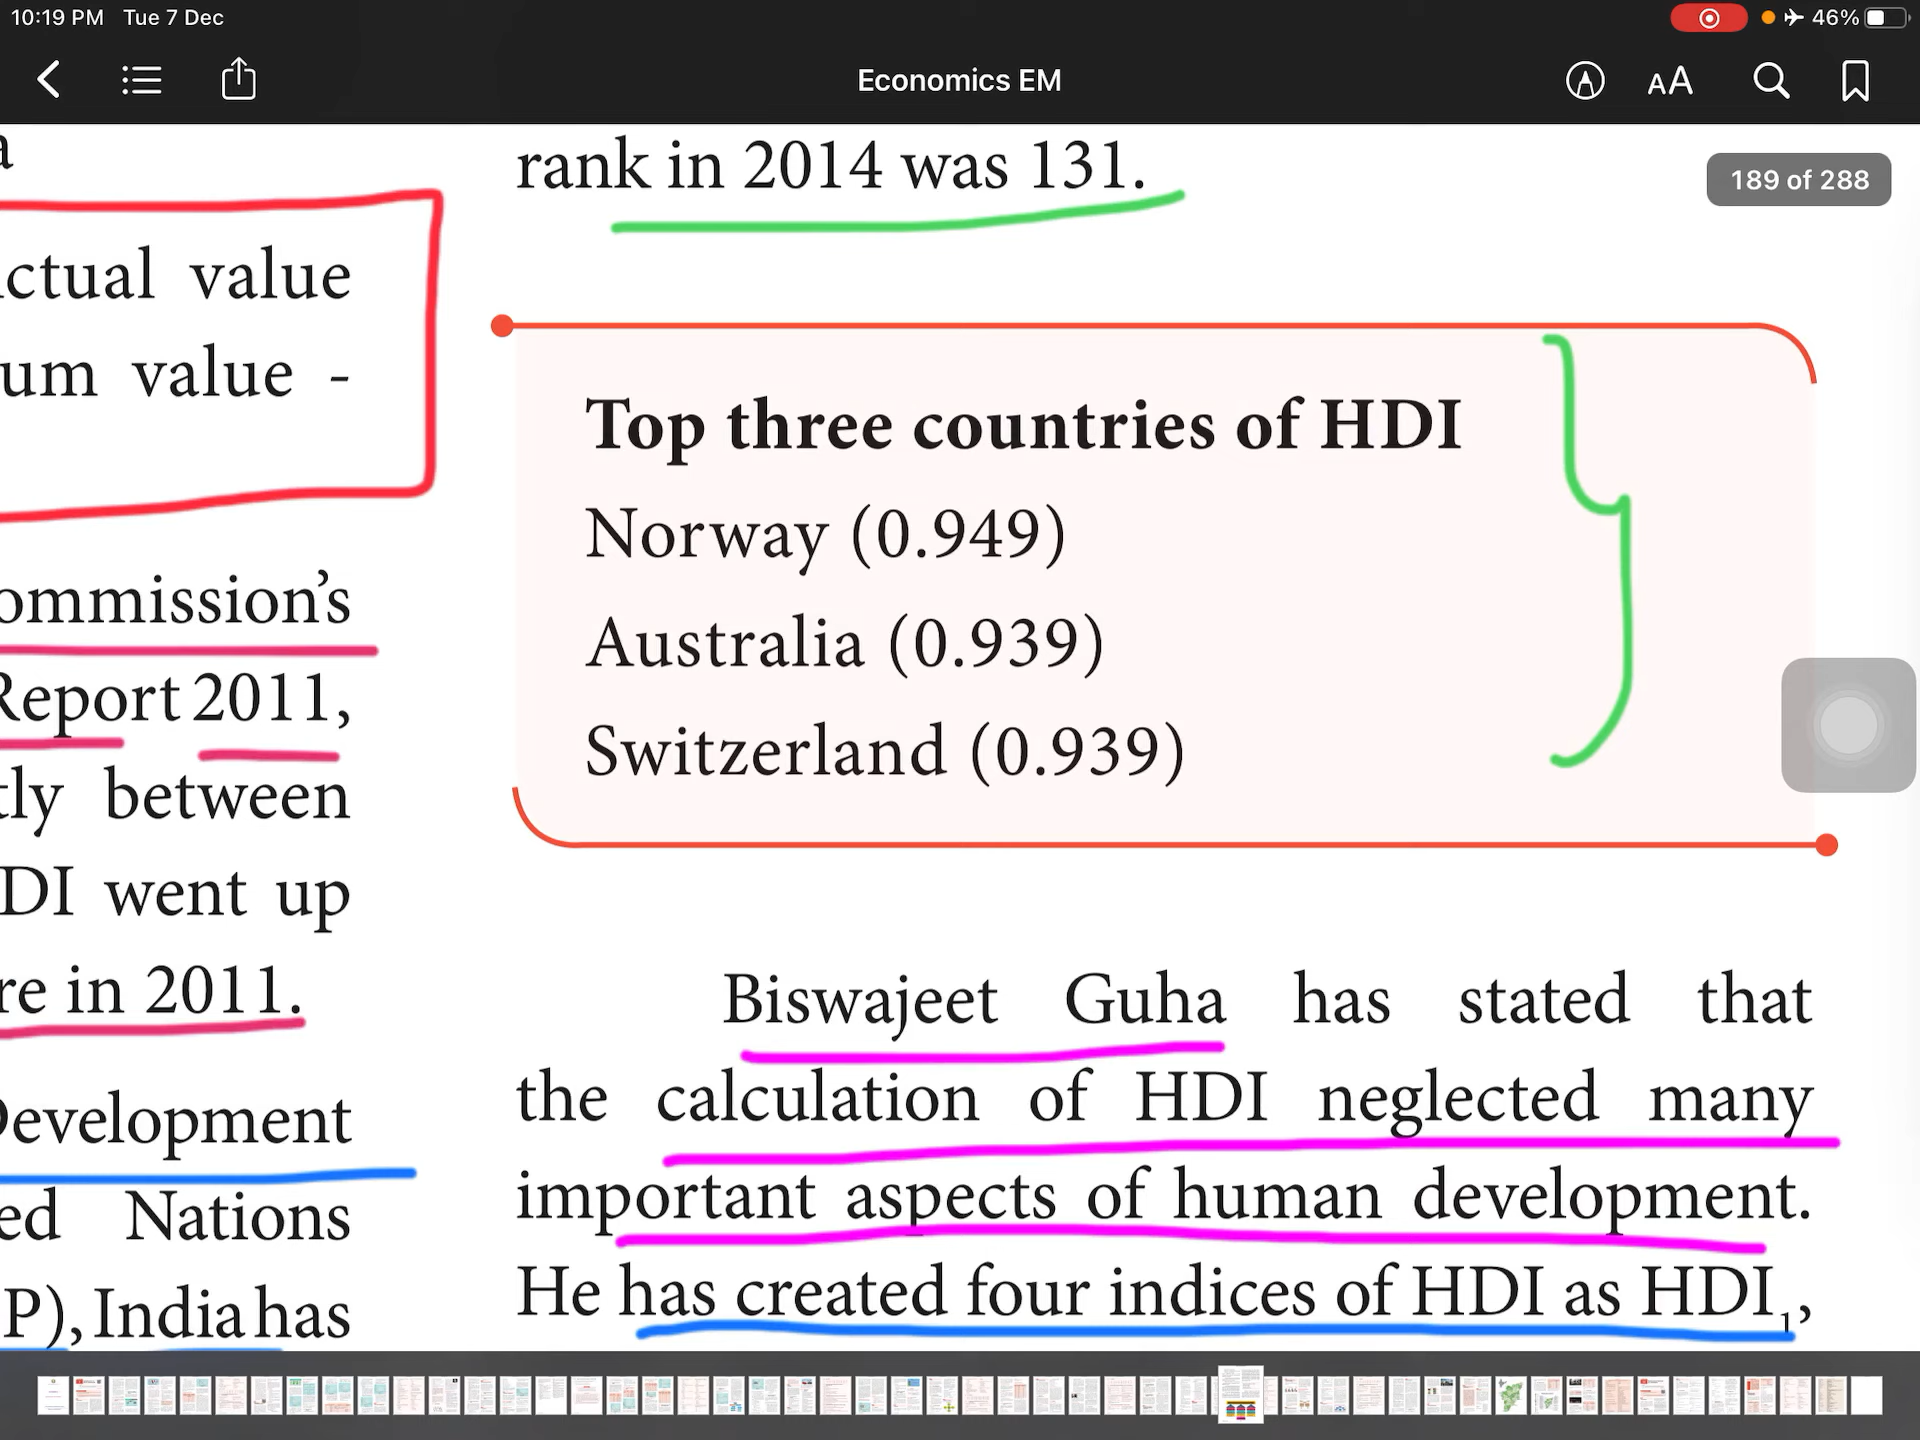 10:19 PM Tue 7 Dec
46%
Economics EM
189 of 288
ctual value
um value -
ommission's
Report 2011,
tly between
DI went up
re in 2011.
Development
ed Nations
P), India has
rank in 2014 was 131.
Top three countries of HDI
Norway (0.949)
Australia (0.939)
Switzerland (0.939)
Biswajeet Guha has stated that
the calculation of HDI neglected many
important aspects of human development.
He has created four indices of HDI as HDI₁,